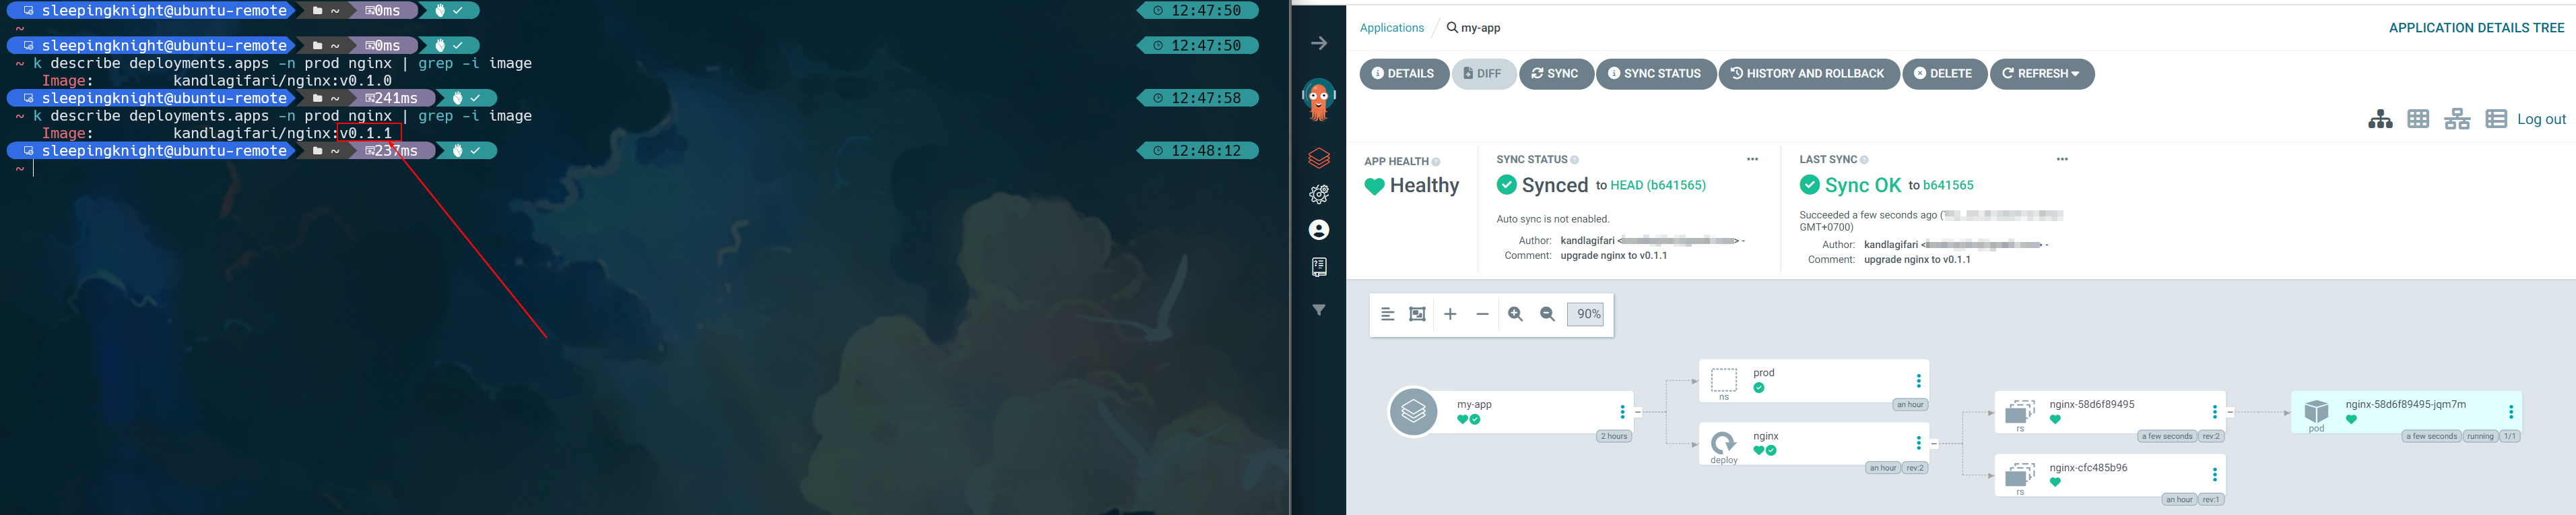 sleepingknight@ubuntu-remote ~ 0ms 12:47:50
~
sleepingknight@ubuntu-remote ~ 0ms 12:47:50
~ k describe deployments.apps -n prod nginx | grep -i image
Image: kandlagifari/nginx:v0.1.0
sleepingknight@ubuntu-remote ~ 241ms 12:47:58
~ k describe deployments.apps -n prod nginx | grep -i image
Image: kandlagifari/nginx:v0.1.1
sleepingknight@ubuntu-remote ~ 237ms 12:48:12
~
Applications / my-app APPLICATION DETAILS TREE
DETAILS DIFF SYNC SYNC STATUS HISTORY AND ROLLBACK DELETE REFRESH
Log out
APP HEALTH
Healthy
SYNC STATUS
Synced to HEAD (b641565)
Auto sync is not enabled.
Author: kandlagifari < > -
Comment: upgrade nginx to v0.1.1
LAST SYNC
Sync OK to b641565
Succeeded a few seconds ago (
GMT+0700)
Author: kandlagifari < > -
Comment: upgrade nginx to v0.1.1
90%
my-app
2 hours
prod
ns
an hour
nginx
deploy
an hour rev:2
nginx-58d6f89495
rs
a few seconds rev:2
nginx-cfc485b96
rs
an hour rev:1
nginx-58d6f89495-jqm7m
pod
a few seconds running 1/1